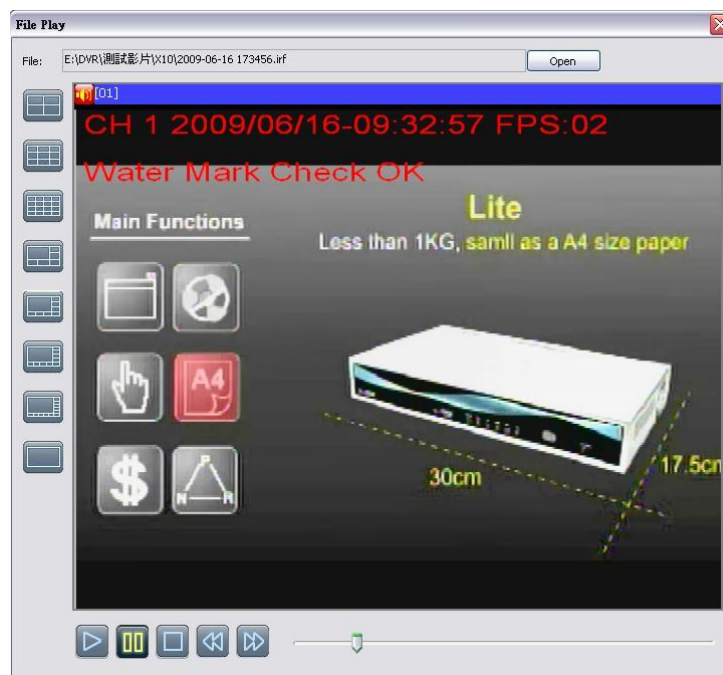 File Play
File: E:\DVR\測試影片\X10\2009-06-16 173456.irf Open
[01]
CH 1 2009/06/16-09:32:57 FPS:02
Water Mark Check OK
Main Functions
Lite
Less than 1KG, samll as a A4 size paper
A4
$
P
N R
30cm
17.5cm